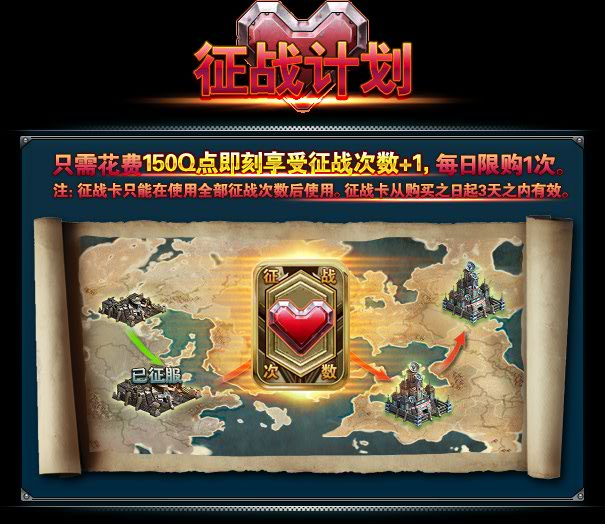 征战计划
只需花费150Q点即刻享受征战次数+1，每日限购1次。
注：征战卡只能在使用全部征战次数后使用。征战卡从购买之日起3天之内有效。
征 战
已征服
次 数